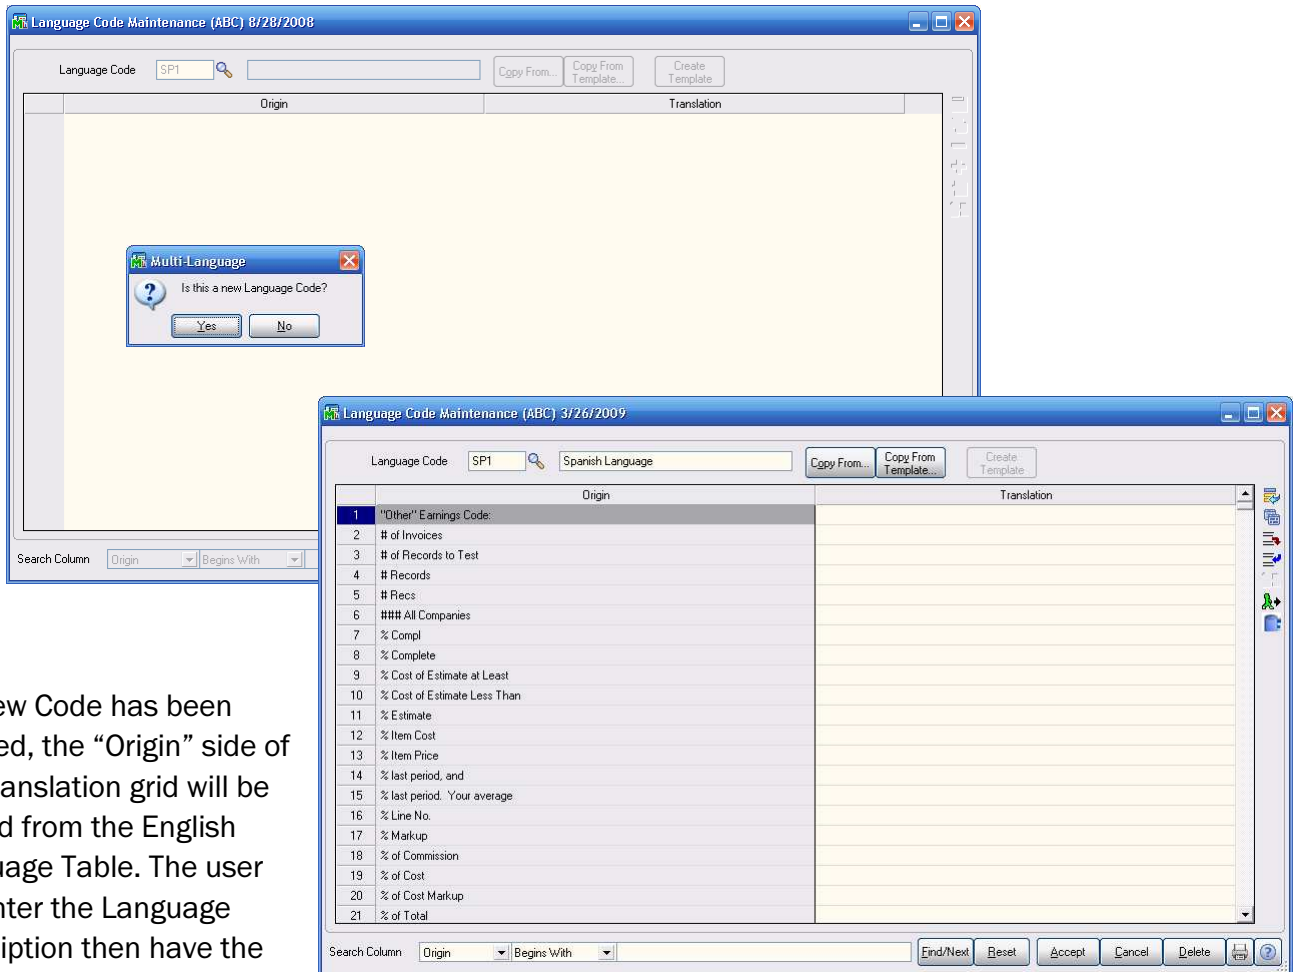 Language Code Maintenance (ABC) 8/28/2008
Language Code SP1 Copy From... Copy From Template... Create Template
Origin Translation
Multi-Language
Is this a new Language Code?
Yes No
Search Column Origin Begins With
Language Code Maintenance (ABC) 3/26/2009
Language Code SP1 Spanish Language Copy From... Copy From Template... Create Template
Origin Translation
1 "Other" Earnings Code:
2 # of Invoices
3 # of Records to Test
4 # Records
5 # Recs
6 ### All Companies
7 % Compl
8 % Complete
9 % Cost of Estimate at Least
10 % Cost of Estimate Less Than
11 % Estimate
12 % Item Cost
13 % Item Price
14 % last period, and
15 % last period. Your average
16 % Line No.
17 % Markup
18 % of Commission
19 % of Cost
20 % of Cost Markup
21 % of Total
Search Column Origin Begins With Find/Next Reset Accept Cancel Delete
ew Code has been
ed, the “Origin” side of
anslation grid will be
d from the English
uage Table. The user
nter the Language
iption then have the